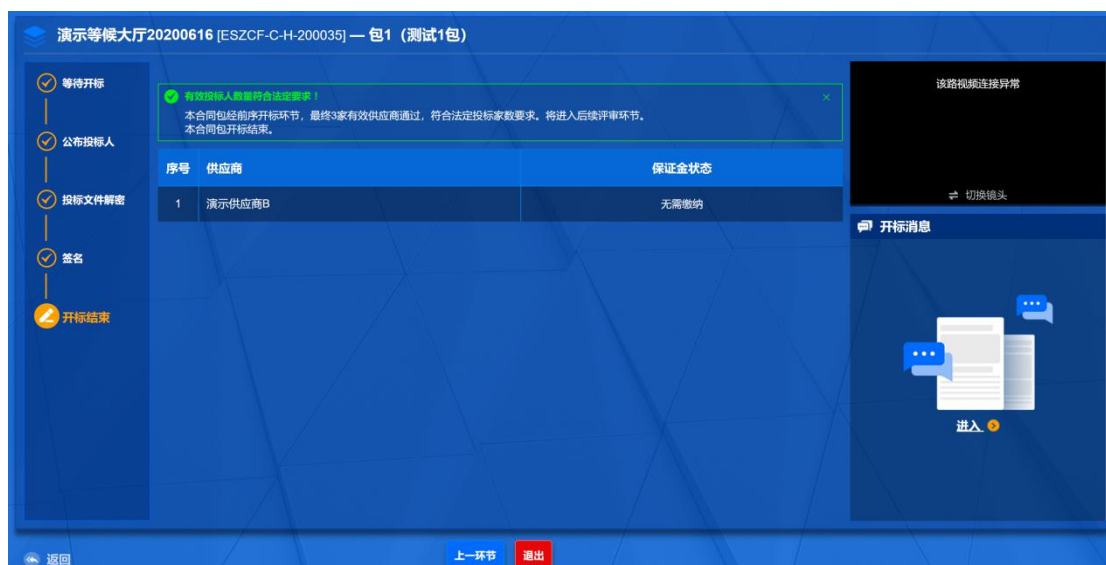 演示等候大厅20200616 [ESZCF-C-H-200035] — 包1（测试1包）
等待开标
公布投标人
投标文件解密
签名
开标结束
有效投标人数量符合法定要求！
×
本合同包经前序开标环节，最终3家有效供应商通过，符合法定投标家数要求。将进入后续评审环节。
本合同包开标结束。
序号 供应商 保证金状态
1 演示供应商B 无需缴纳
该路视频连接异常
切换镜头
开标消息
进入
返回
上一环节
退出